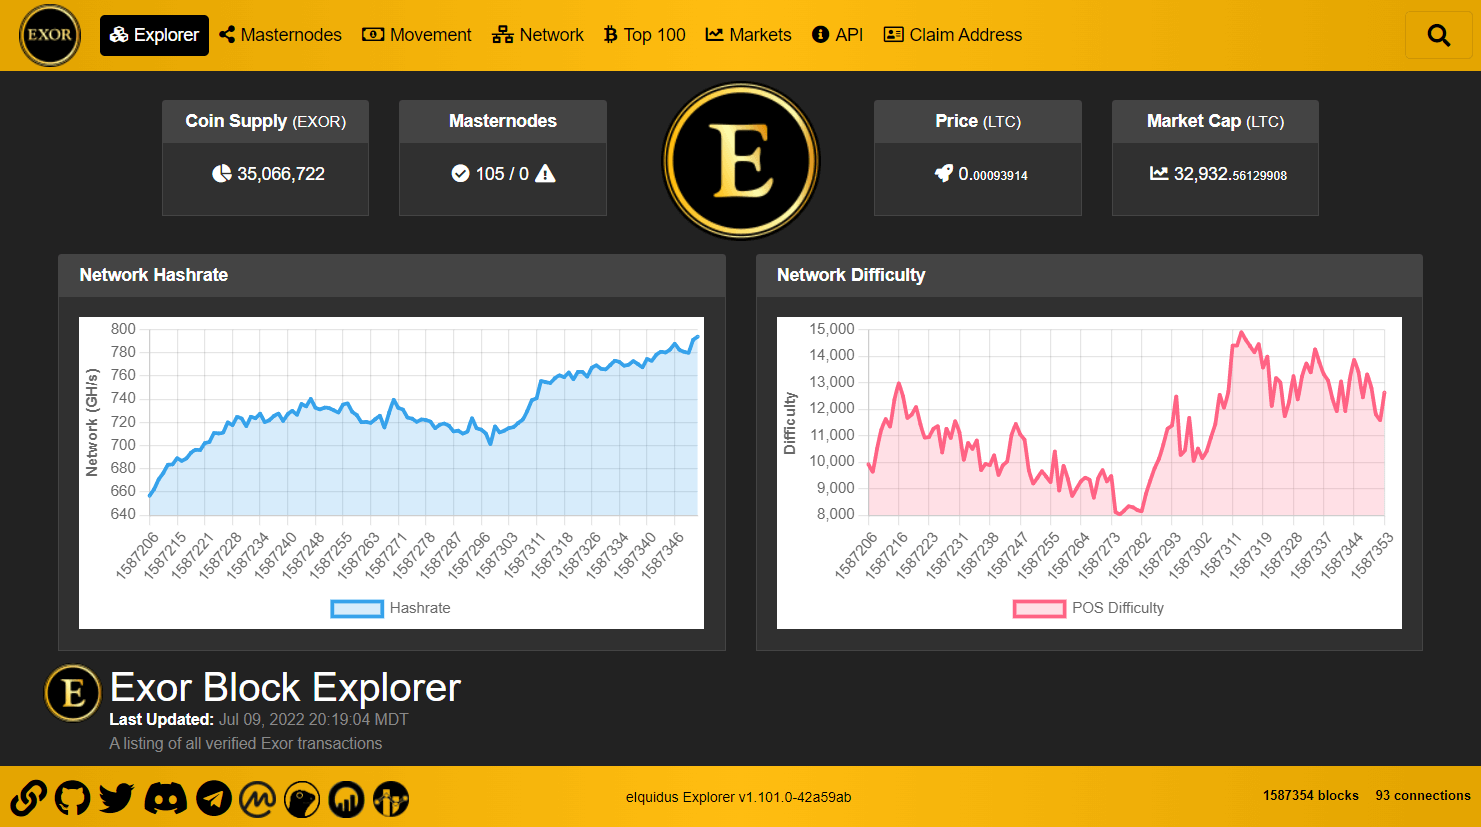 EXOR
Explorer Masternodes Movement Network Top 100 Markets API Claim Address
Coin Supply (EXOR)
35,066,722
Masternodes
105 / 0
E
Price (LTC)
0.00093914
Market Cap (LTC)
32,932.56129908
Network Hashrate
Network (GH/s)
800
780
760
740
720
700
680
660
640
1587206 1587215 1587221 1587228 1587234 1587240 1587248 1587255 1587263 1587271 1587278 1587287 1587296 1587303 1587311 1587318 1587326 1587334 1587340 1587346
Hashrate
Network Difficulty
Difficulty
15,000
14,000
13,000
12,000
11,000
10,000
9,000
8,000
1587206 1587216 1587223 1587231 1587238 1587247 1587255 1587264 1587273 1587282 1587293 1587302 1587311 1587319 1587328 1587337 1587344 1587353
POS Difficulty
E
Exor Block Explorer
Last Updated: Jul 09, 2022 20:19:04 MDT
A listing of all verified Exor transactions
elquidus Explorer v1.101.0-42a59ab
1587354 blocks 93 connections